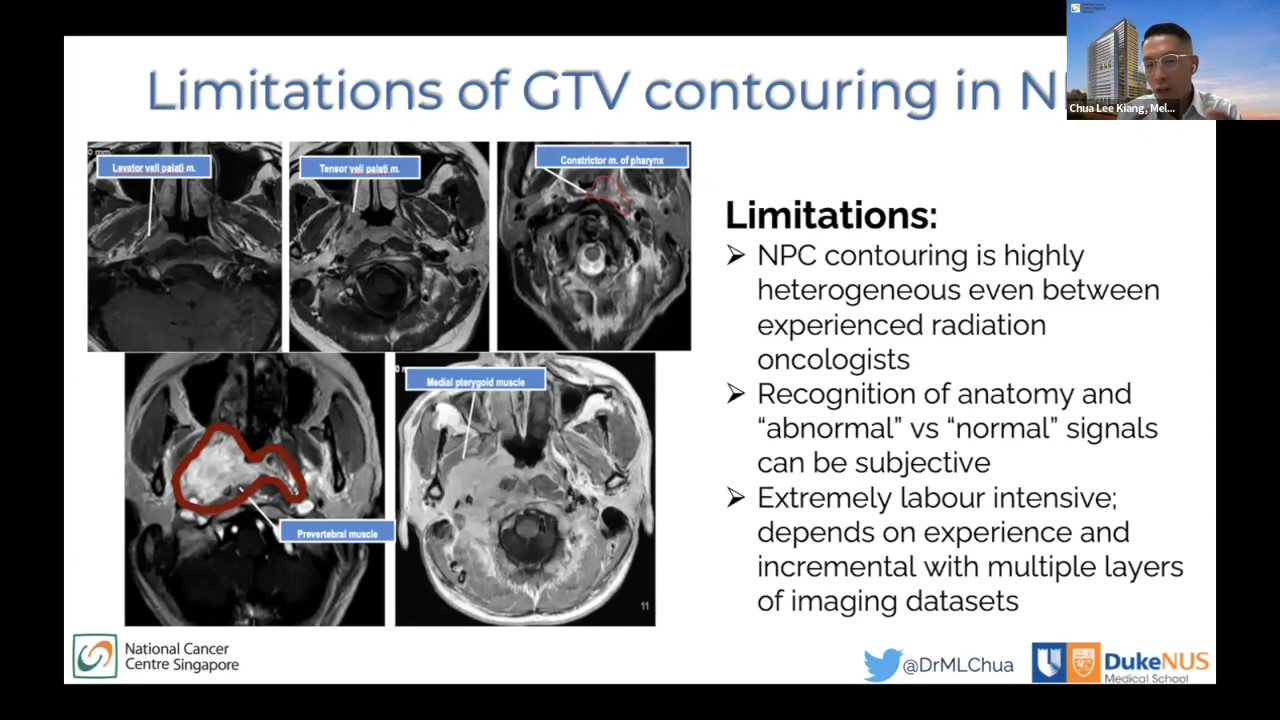 Limitations of GTV contouring in N
Chua Lee Kiang, Mel...
Levator veli palati m.
Tensor veli palati m.
Constrictor m. of pharynx
Prevertebral muscle
Medial pterygoid muscle
11
Limitations:
NPC contouring is highly
heterogeneous even between
experienced radiation
oncologists
Recognition of anatomy and
“abnormal” vs “normal” signals
can be subjective
Extremely labour intensive;
depends on experience and
incremental with multiple layers
of imaging datasets
National Cancer
Centre Singapore
@DrMLChua
DukeNUS
Medical School